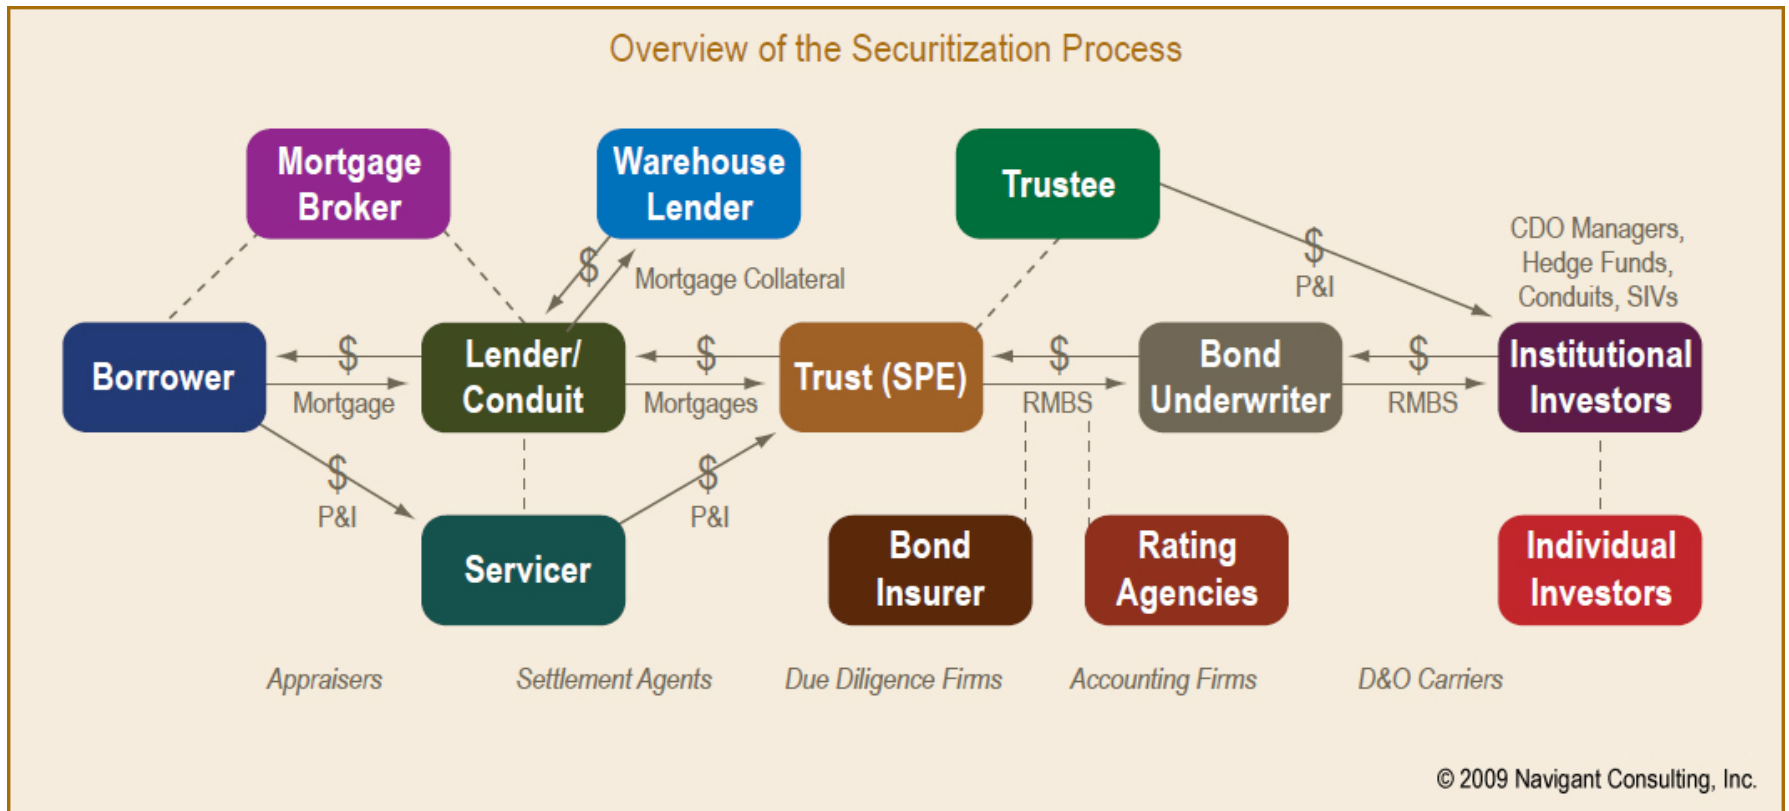 Overview of the Securitization Process
Mortgage
Broker
Warehouse
Lender
Trustee
$
Mortgage Collateral
$
P&I
CDO Managers,
Hedge Funds,
Conduits, SIVs
Borrower
$
Mortgage
Lender/
Conduit
$
Mortgages
Trust (SPE)
$
RMBS
Bond
Underwriter
$
RMBS
Institutional
Investors
$
P&I
Servicer
$
P&I
Bond
Insurer
Rating
Agencies
Individual
Investors
Appraisers
Settlement Agents
Due Diligence Firms
Accounting Firms
D&O Carriers
© 2009 Navigant Consulting, Inc.